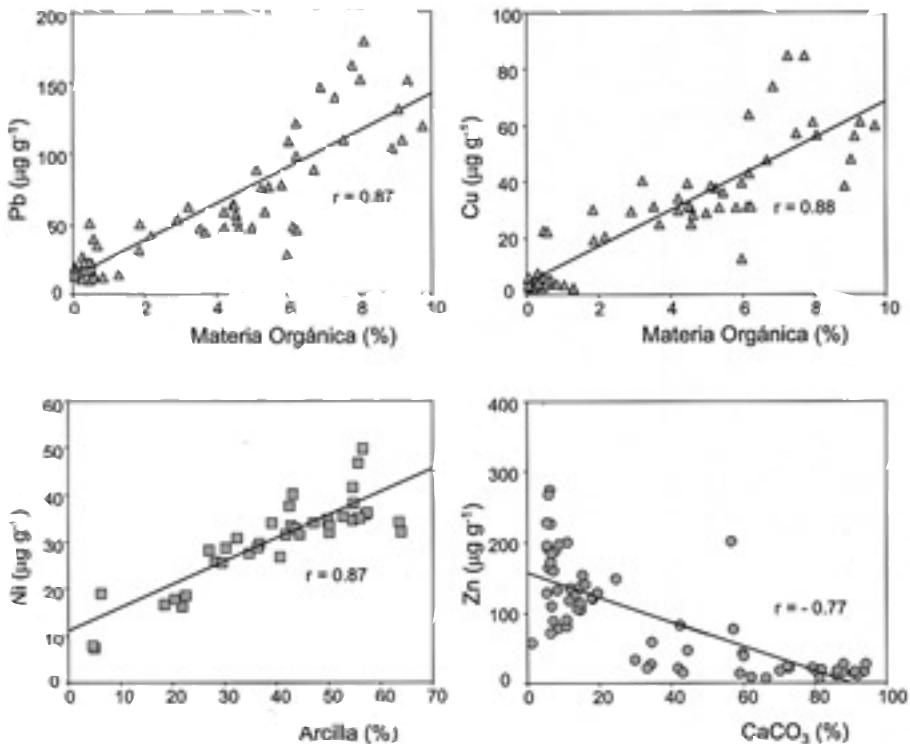 200
150
100
50
0
Pb (µg g⁻¹)
r = 0.87
0 2 4 6 8 10
Materia Orgánica (%)
100
80
60
40
20
0
Cu (µg g⁻¹)
r = 0.88
0 2 4 6 8 10
Materia Orgánica (%)
60
50
40
30
20
10
0
Ni (µg g⁻¹)
r = 0.87
0 10 20 30 40 50 60 70
Arcilla (%)
400
300
200
100
0
Zn (µg g⁻¹)
r = - 0.77
0 20 40 60 80 100
CaCO₃ (%)